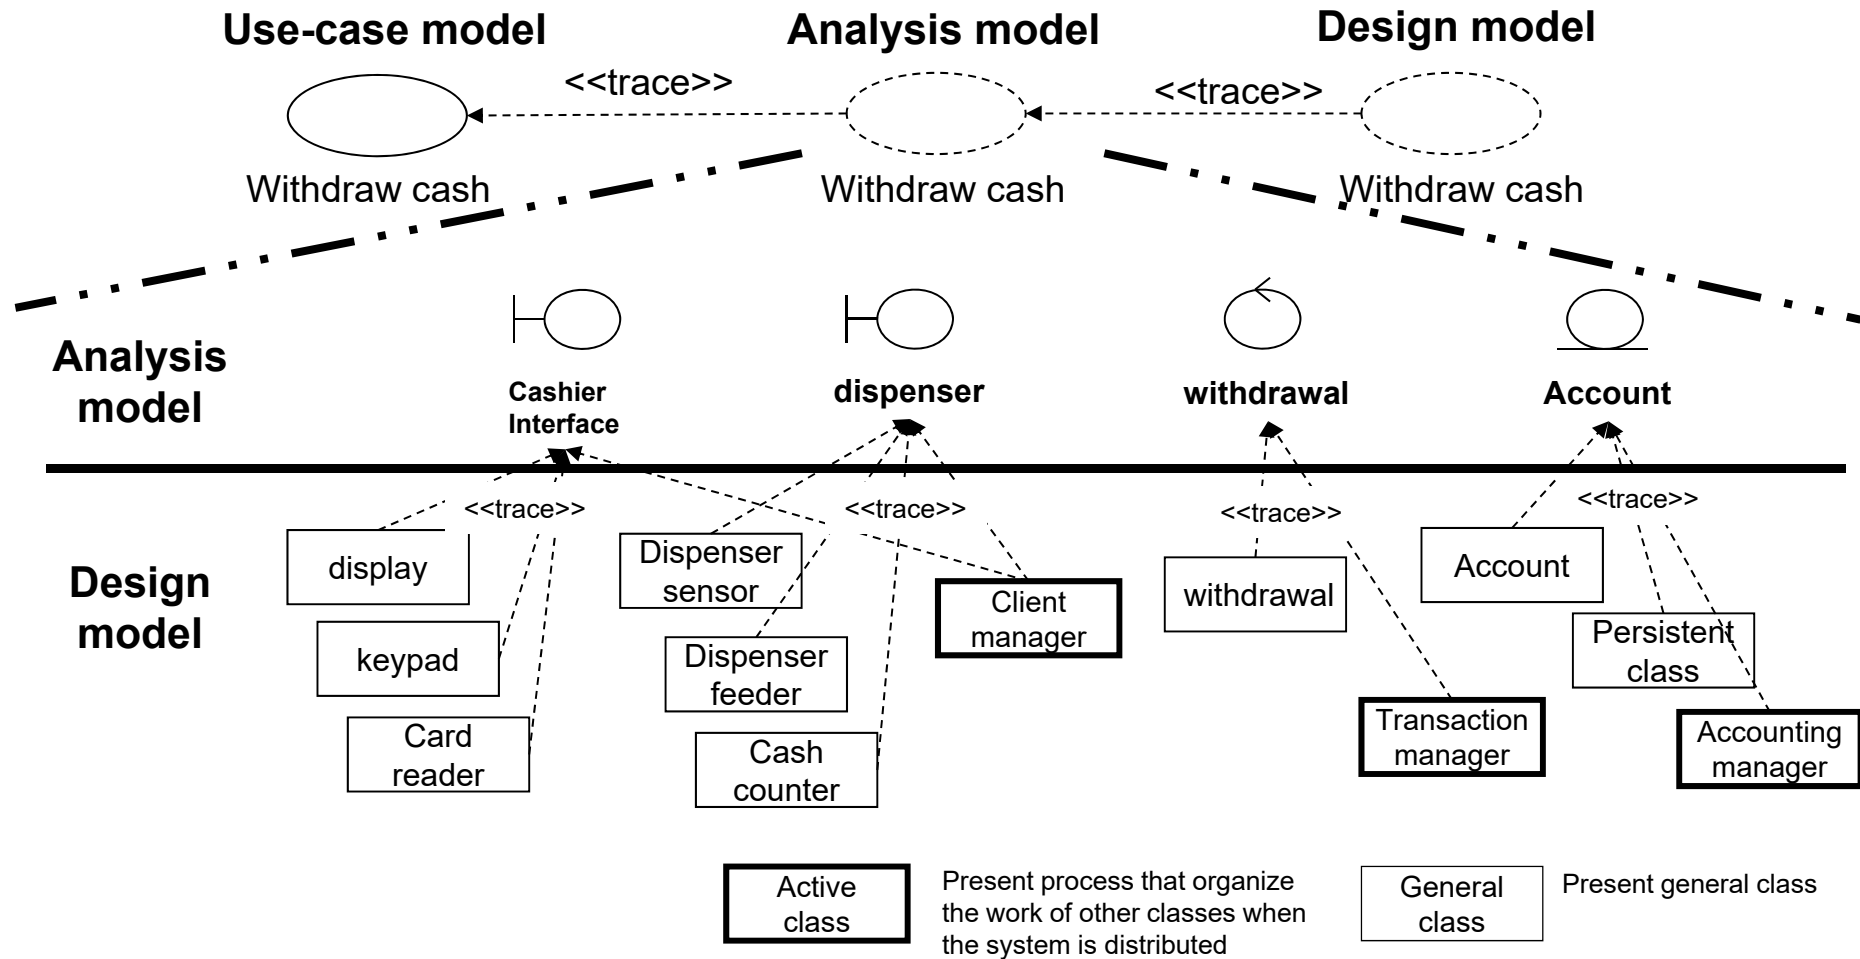 Use-case model
Analysis model
Design model
<<trace>>
<<trace>>
Withdraw cash
Withdraw cash
Withdraw cash
Analysis
model
Cashier
Interface
dispenser
withdrawal
Account
<<trace>>
<<trace>>
<<trace>>
<<trace>>
Design
model
display
keypad
Card
reader
Dispenser
sensor
Dispenser
feeder
Cash
counter
Client
manager
withdrawal
Transaction
manager
Account
Persistent
class
Accounting
manager
Active
class
Present process that organize
the work of other classes when
the system is distributed
General
class
Present general class